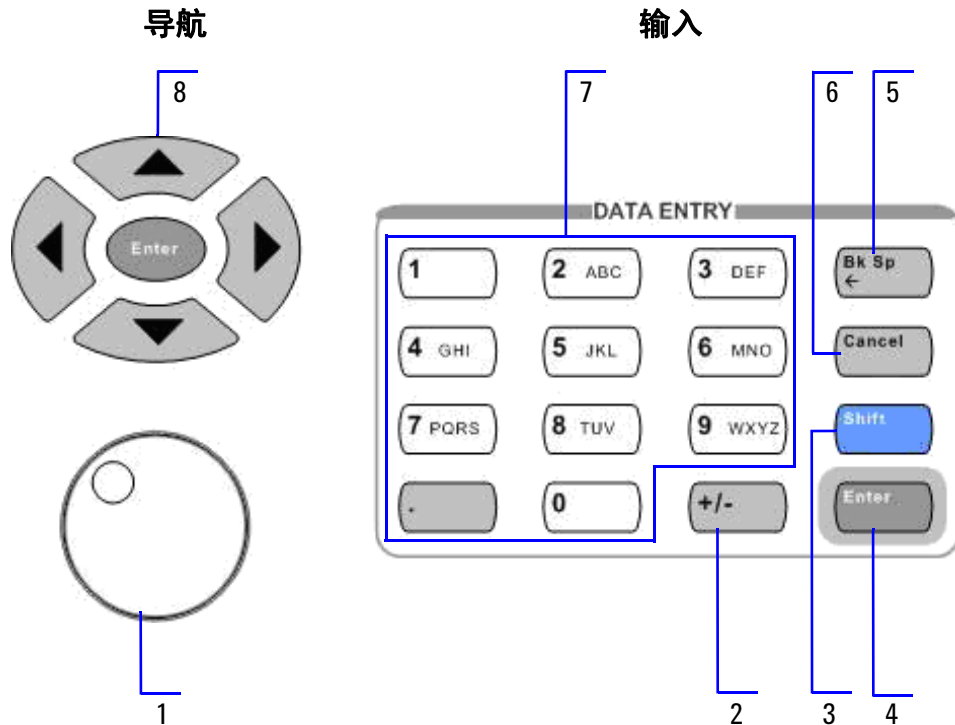 导航
输入
8
7
6
5
DATA ENTRY
Enter
1
2 ABC
3 DEF
Bk Sp
←
4 GHI
5 JKL
6 MNO
Cancel
7 PQRS
8 TUV
9 WXYZ
Shift
.
0
+/-
Enter
1
2
3
4